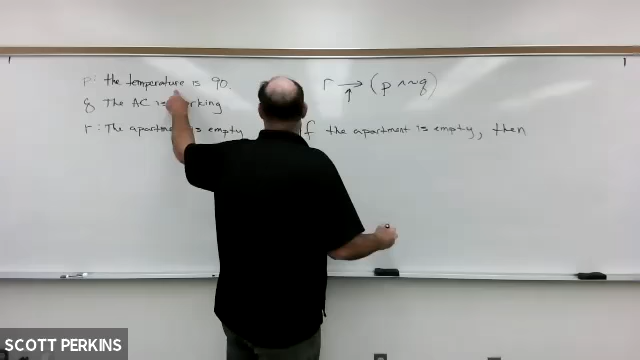 p: the temperature is 90.
r → (p ∧ ~q)
↑
q The AC is working
r: The apartment is empty
If the apartment is empty, then
SCOTT PERKINS